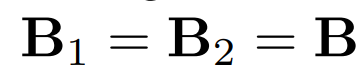 B₁ = B₂ = B